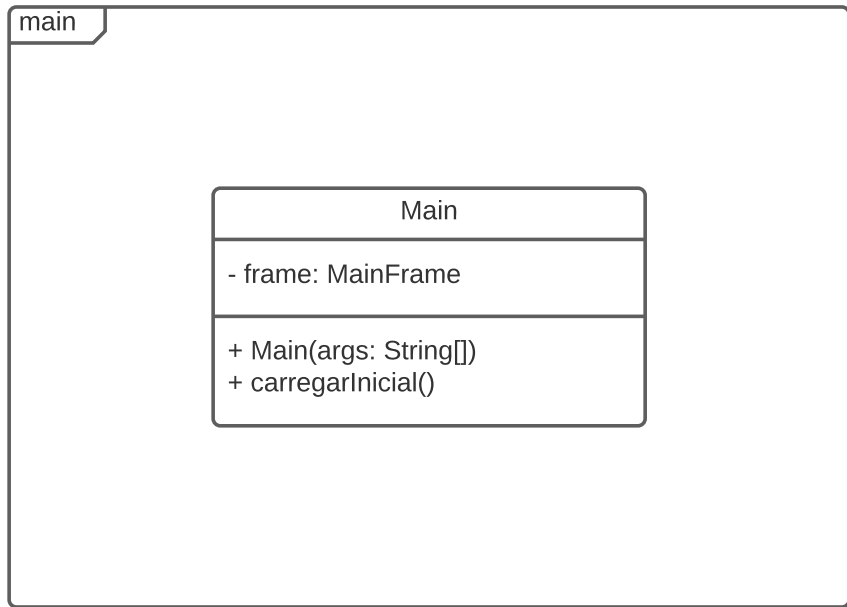 main
Main
- frame: MainFrame
+ Main(args: String[])
+ carregarInicial()